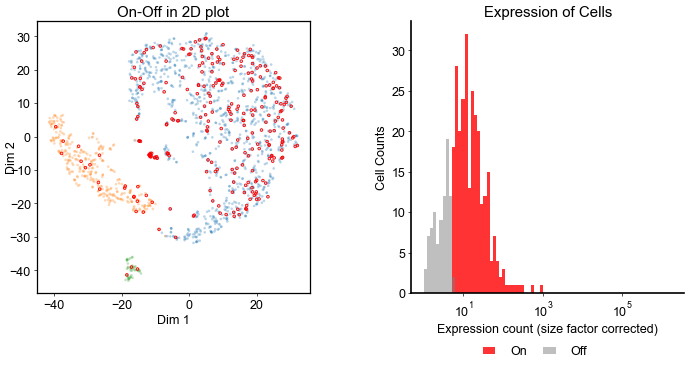 On-Off in 2D plot
Expression of Cells
30
20
10
0
−10
−20
−30
−40
Dim 2
−40
−20
0
20
Dim 1
30
25
20
15
10
5
0
Cell Counts
10^1
10^3
10^5
Expression count (size factor corrected)
On
Off